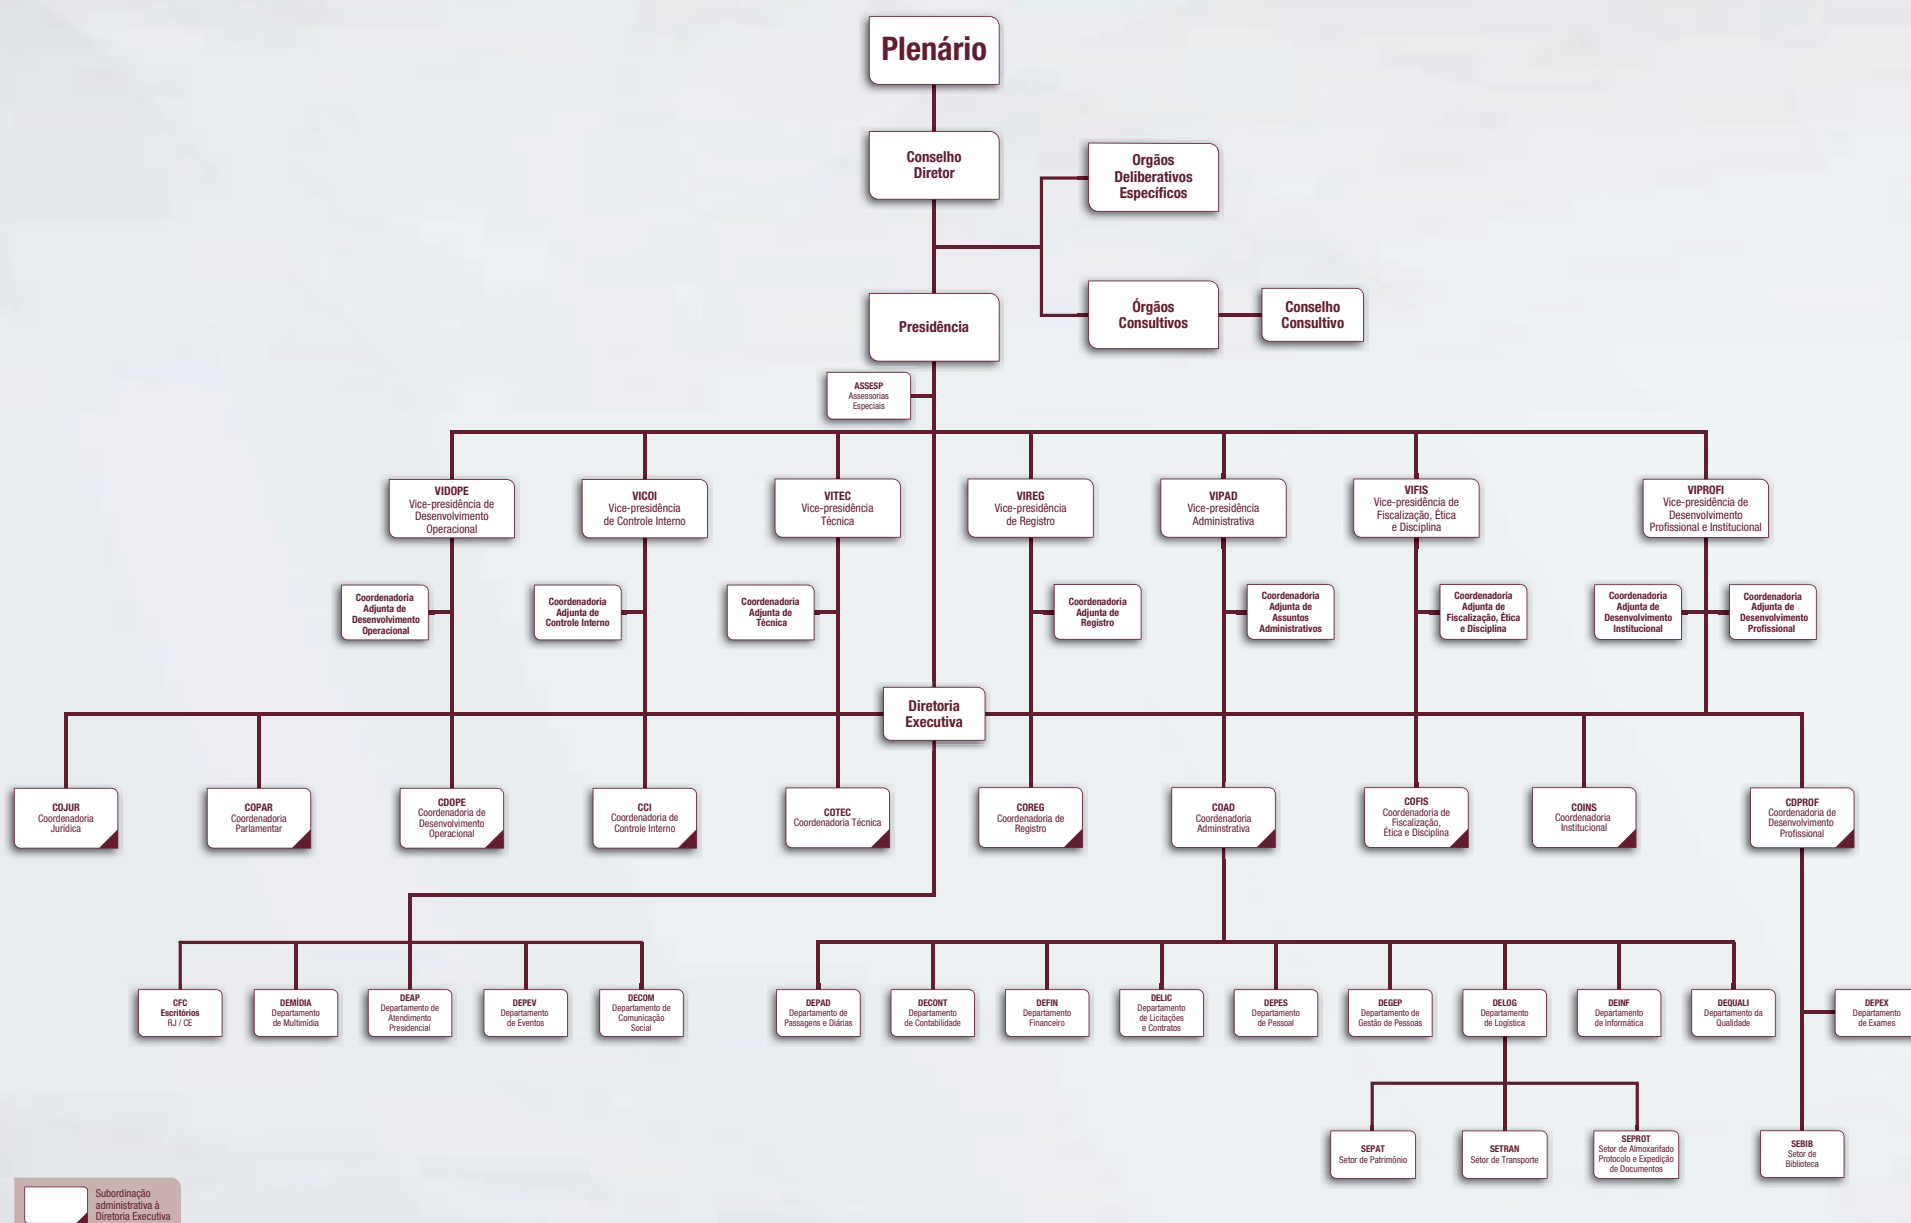 Plenário
Conselho
Diretor
Orgãos
Deliberativos
Específicos
Presidência
Órgãos
Consultivos
Conselho
Consultivo
ASSESP
Assessorias
Especiais
VIDOPE
Vice-presidência de
Desenvolvimento
Operacional
VICOI
Vice-presidência
de Controle Interno
VITEC
Vice-presidência
Técnica
VIREG
Vice-presidência
de Registro
VIPAD
Vice-presidência
Administrativa
VIFIS
Vice-presidência de
Fiscalização, Ética
e Disciplina
VIPROFI
Vice-presidência de
Desenvolvimento
Profissional e Institucional
Coordenadoria
Adjunta de
Desenvolvimento
Operacional
Coordenadoria
Adjunta de
Controle Interno
Coordenadoria
Adjunta de
Técnica
Coordenadoria
Adjunta de
Registro
Coordenadoria
Adjunta de
Assuntos
Administrativos
Coordenadoria
Adjunta de
Fiscalização, Ética
e Disciplina
Coordenadoria
Adjunta de
Desenvolvimento
Institucional
Coordenadoria
Adjunta de
Desenvolvimento
Profissional
Diretoria
Executiva
COJUR
Coordenadoria
Jurídica
COPAR
Coordenadoria
Parlamentar
CDOPE
Coordenadoria de
Desenvolvimento
Operacional
CCI
Coordenadoria de
Controle Interno
COTEC
Coordenadoria Técnica
COREG
Coordenadoria de
Registro
COAD
Coordenadoria
Adminstrativa
COFIS
Coordenadoria de
Fiscalização,
Ética e Disciplina
COINS
Coordenadoria
Institucional
CDPROF
Coordenadoria de
Desenvolvimento
Profissional
CFC
Escritórios
RJ / CE
DEMÍDIA
Departamento
de Multimídia
DEAP
Departamento de
Atendimento
Presidencial
DEPEV
Departamento
de Eventos
DECOM
Departamento de
Comunicação
Social
DEPAD
Departamento de
Passagens e Diárias
DECONT
Departamento
de Contabilidade
DEFIN
Departamento
Financeiro
DELIC
Departamento
de Licitações
e Contratos
DEPES
Departamento
de Pessoal
DEGEP
Departamento de
Gestão de Pessoas
DELOG
Departamento
de Logística
DEINF
Departamento
de Informática
DEQUALI
Departamento da
Qualidade
DEPEX
Departamento
de Exames
SEPAT
Setor de Patrimônio
SETRAN
Setor de Transporte
SEPROT
Setor de Almoxarifado
Protocolo e Expedição
de Documentos
SEBIB
Setor de
Biblioteca
Subordinação
administrativa à
Diretoria Executiva